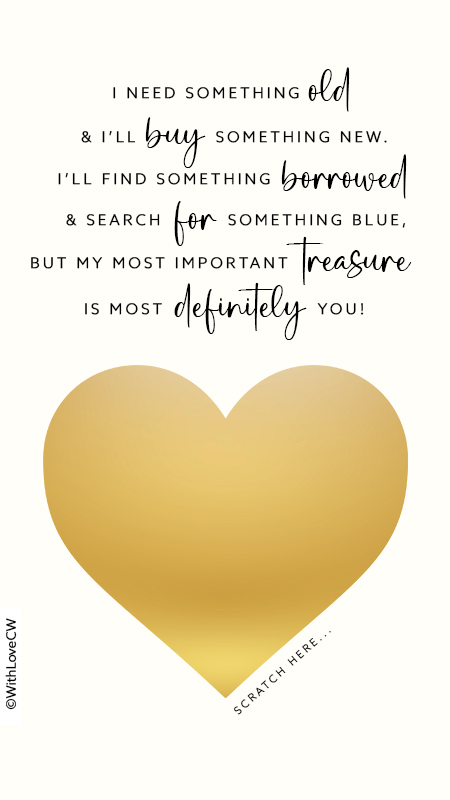 I NEED SOMETHING old
& I'LL buy SOMETHING NEW.
I'LL FIND SOMETHING borrowed
& SEARCH for SOMETHING BLUE,
BUT MY MOST IMPORTANT treasure
IS MOST definitely YOU!
SCRATCH HERE...
©WithLoveCW